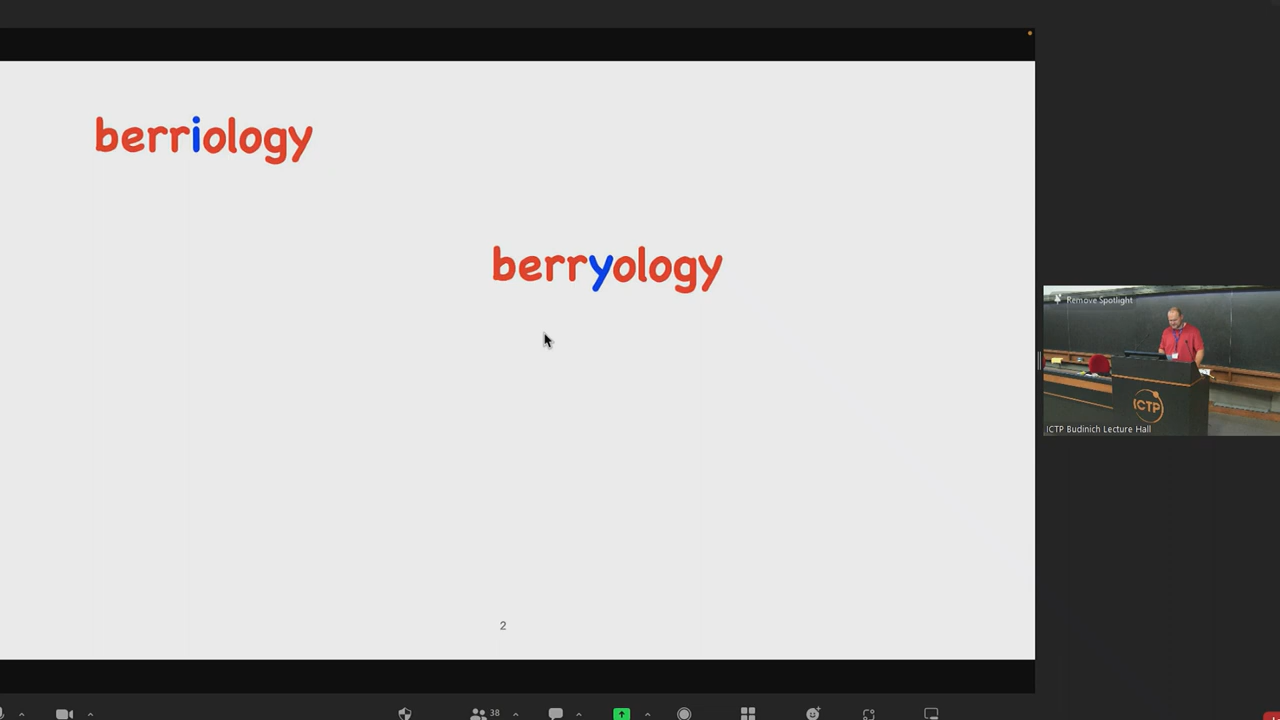 berriology
berryology
2
Remove Spotlight
ICTP
ICTP Budinich Lecture Hall
38